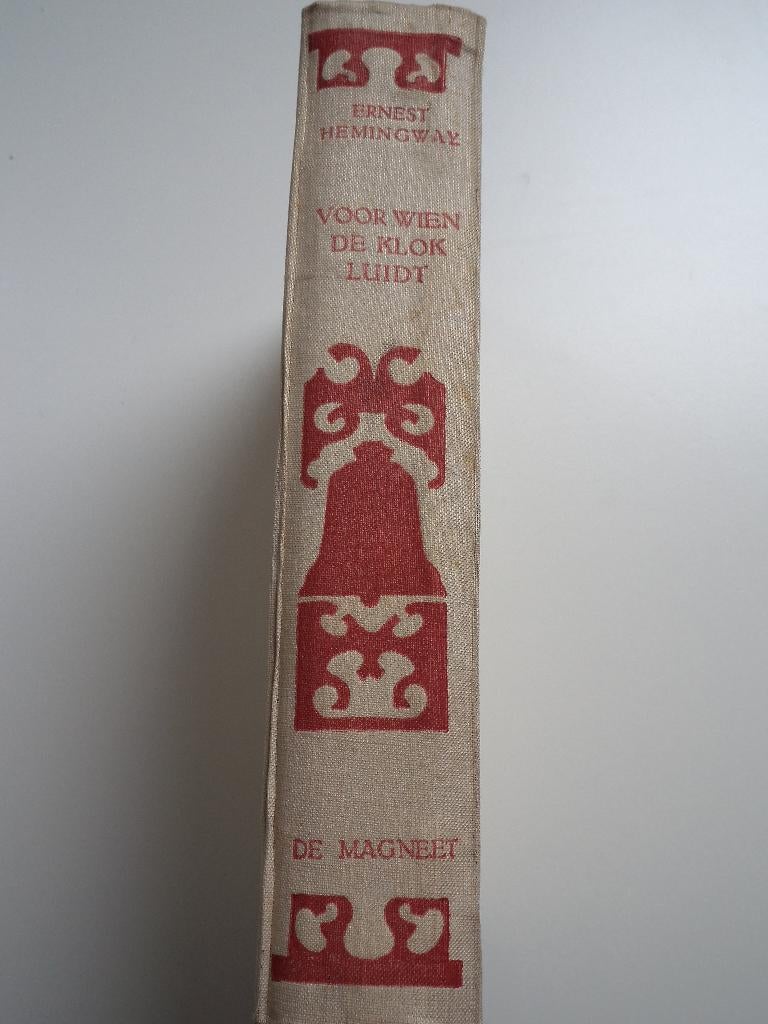 ERNEST
HEMINGWAY
VOOR WIEN
DE KLOK
LUIDT
DE MAGNEET